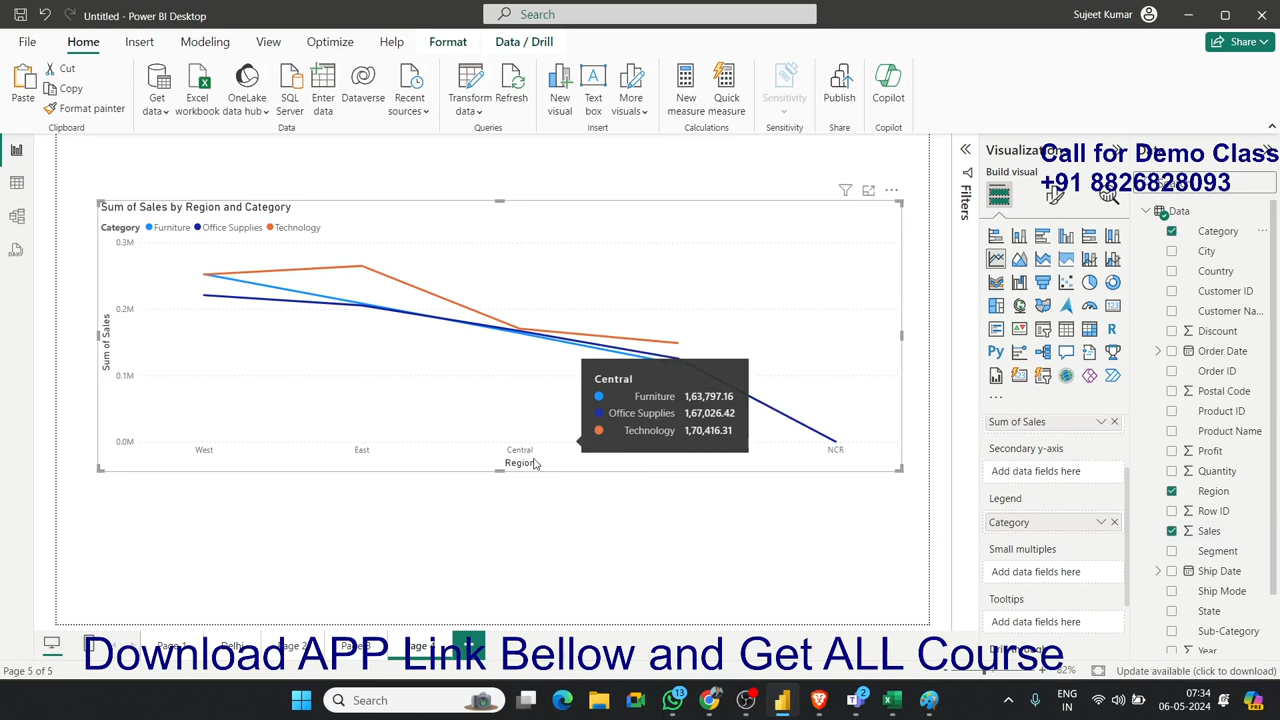 Untitled - Power BI Desktop
Search
Sujeet Kumar
File Home Insert Modeling View Optimize Help Format Data / Drill
Share
Paste
Cut
Copy
Format painter
Get data
Excel workbook
OneLake data hub
SQL Server
Enter data
Dataverse
Recent sources
Transform data
Refresh
New visual
Text box
More visuals
New measure
Quick measure
Sensitivity
Publish
Copilot
Clipboard
Data
Queries
Insert
Calculations
Sensitivity
Share
Copilot
Call for Demo Class
+91 8826828093
Sum of Sales by Region and Category
Category Furniture Office Supplies Technology
0.3M
0.2M
0.1M
0.0M
Sum of Sales
West East Central NCR
Region
Central
Furniture 1,63,797.16
Office Supplies 1,67,026.42
Technology 1,70,416.31
Filters
Build visual
Sum of Sales
Secondary y-axis
Add data fields here
Legend
Category
Small multiples
Add data fields here
Tooltips
Add data fields here
Data
Category
City
Country
Customer ID
Customer Na...
Discount
Order Date
Order ID
Postal Code
Product ID
Product Name
Profit
Quantity
Region
Row ID
Sales
Segment
Ship Date
Ship Mode
State
Sub-Category
Year
Download APP Link Bellow and Get ALL Course
Page 5 of 5
Update available (click to download)
Search
13
2
ENG
IN
07:34
06-05-2024